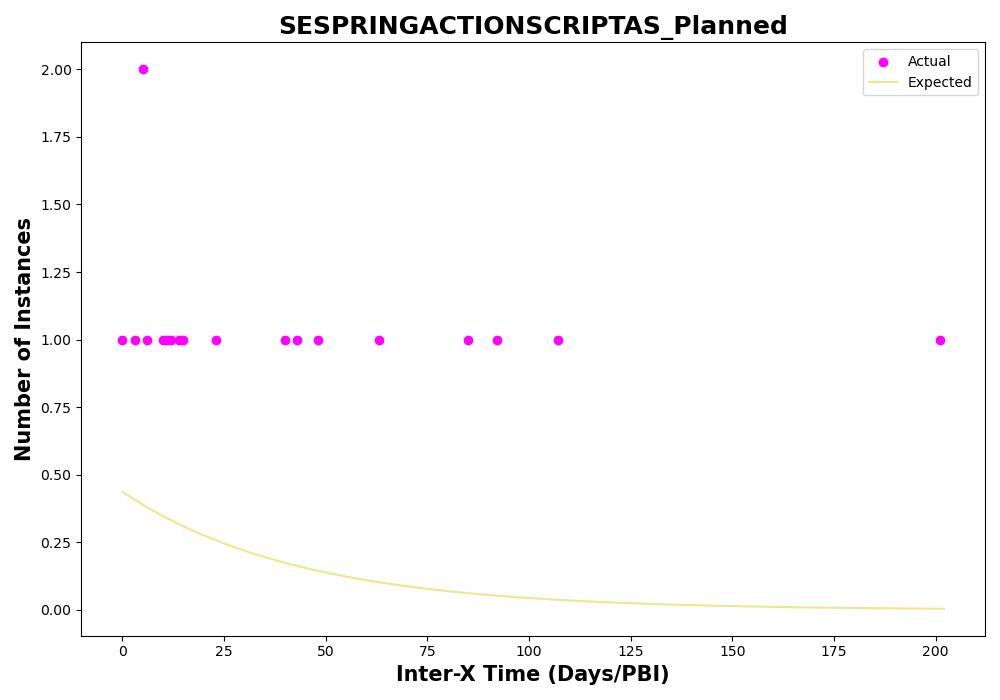 SESPRINGACTIONSCRIPTAS_Planned
Actual
Expected
Number of Instances
2.00
1.75
1.50
1.25
1.00
0.75
0.50
0.25
0.00
0 25 50 75 100 125 150 175 200
Inter-X Time (Days/PBI)